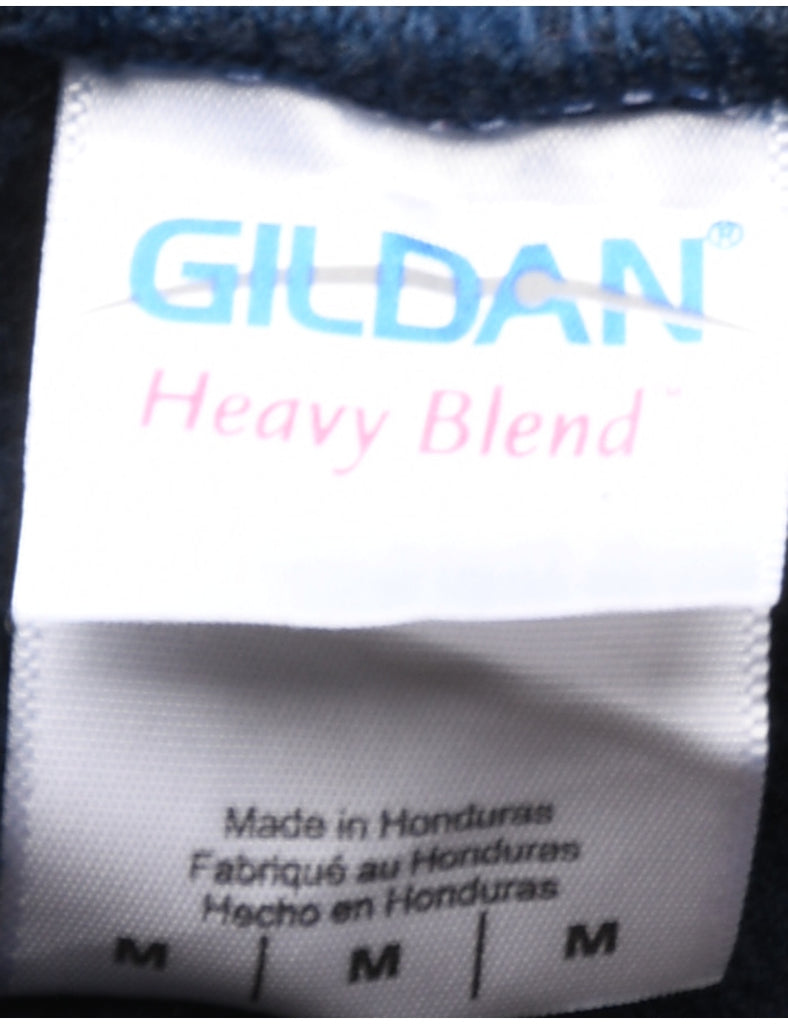 GILDAN®
Heavy Blend™
Made in Honduras
Fabriqué au Honduras
Hecho en Honduras
M | M | M